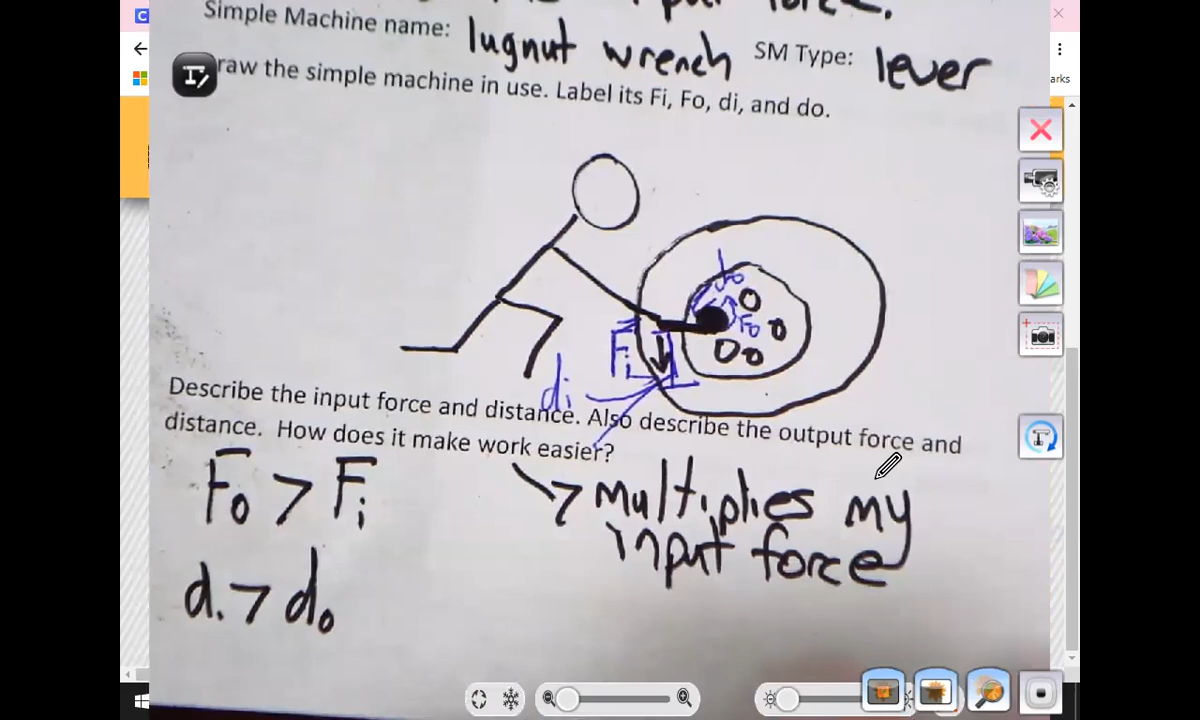 input force.
Simple Machine name: lugnut wrench SM Type: lever
raw the simple machine in use. Label its Fi, Fo, di, and do.
do
Fo
Fi
di
Describe the input force and distance. Also describe the output force and
distance. How does it make work easier?
Fo > Fi
Multiplies my
input force
di > do
arks